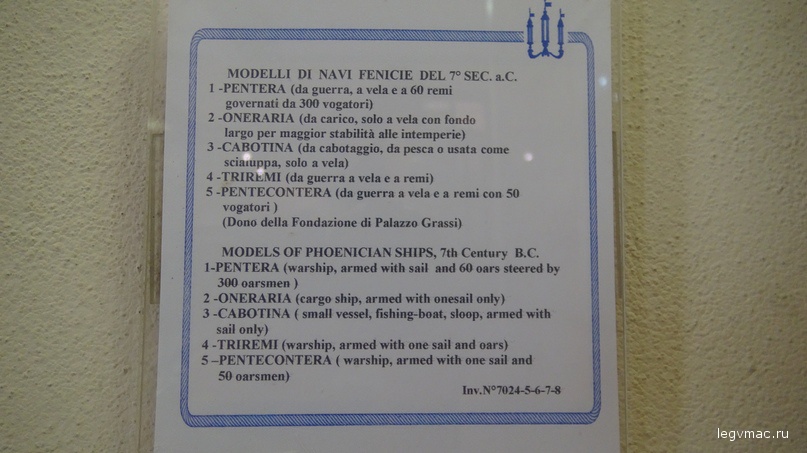 MODELLI DI NAVI FENICIE DEL 7° SEC. a.C.
1 -PENTERA (da guerra, a vela e a 60 remi
governati da 300 vogatori)
2 -ONERARIA (da carico, solo a vela con fondo
largo per maggior stabilità alle intemperie)
3 -CABOTINA (da cabotaggio, da pesca o usata come
scialuppa, solo a vela)
4 -TRIREMI (da guerra a vela e a remi)
5 -PENTECONTERA (da guerra a vela e a remi con 50
vogatori )
(Dono della Fondazione di Palazzo Grassi)
MODELS OF PHOENICIAN SHIPS, 7th Century B.C.
1-PENTERA (warship, armed with sail and 60 oars steered by
300 oarsmen )
2 -ONERARIA (cargo ship, armed with onesail only)
3 -CABOTINA ( small vessel, fishing-boat, sloop, armed with
sail only)
4 -TRIREMI (warship, armed with one sail and oars)
5 –PENTECONTERA ( warship, armed with one sail and
50 oarsmen)
Inv.N°7024-5-6-7-8
legvmac.ru